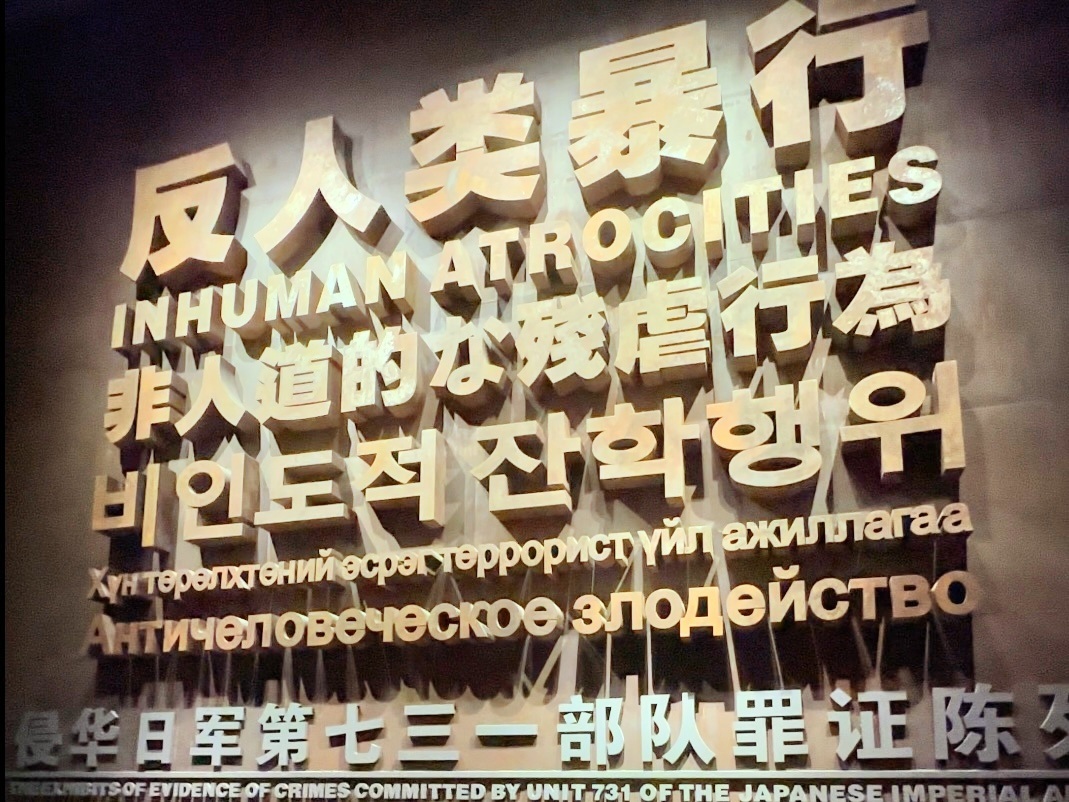 反人类暴行
INHUMAN ATROCITIES
非人道的な殘虐行為
비인도적 잔학행위
Хүн төрөлхтөний эсрэг террорист үйл ажиллагаа
Античеловеческое злодейство
侵华日军第七三一部队罪证陈
EXHIBITS OF EVIDENCE OF CRIMES COMMITTED BY UNIT 731 OF THE JAPANESE IMPERIAL